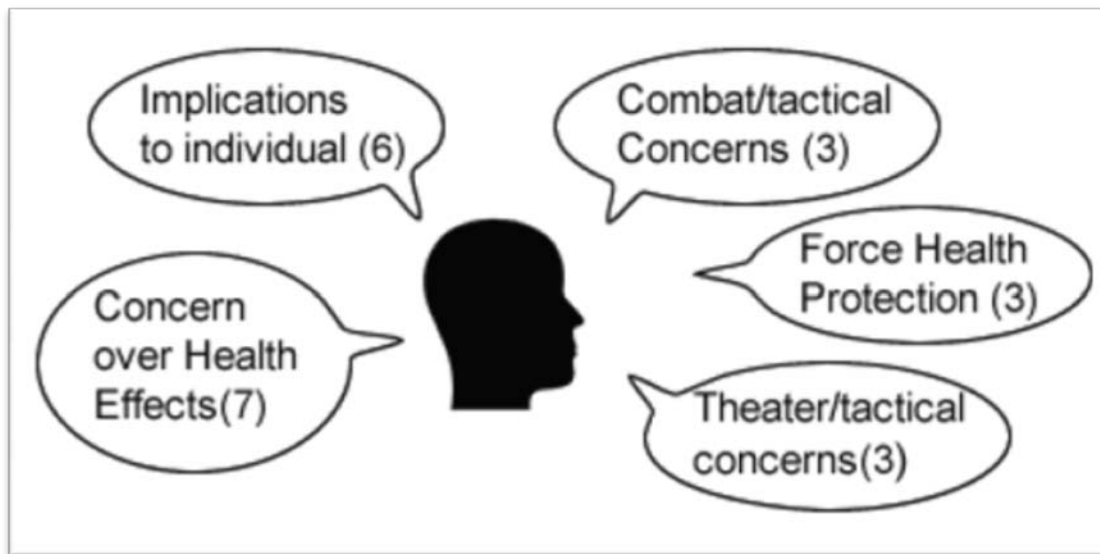 Implications
to individual (6)
Combat/tactical
Concerns (3)
Force Health
Protection (3)
Concern
over Health
Effects(7)
Theater/tactical
concerns(3)